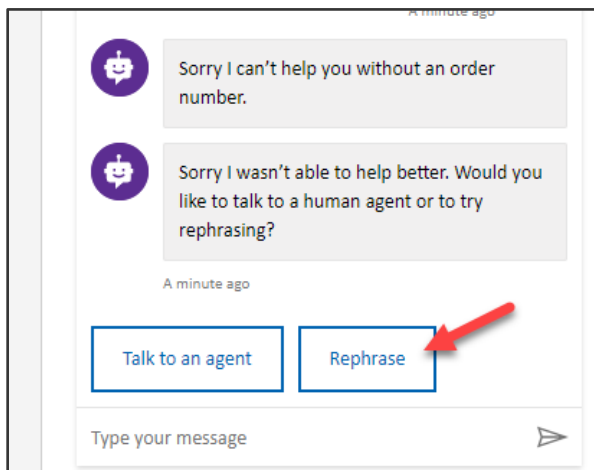 A minute ago
Sorry I can't help you without an order
number.
Sorry I wasn't able to help better. Would you
like to talk to a human agent or to try
rephrasing?
A minute ago
Talk to an agent
Rephrase
Type your message